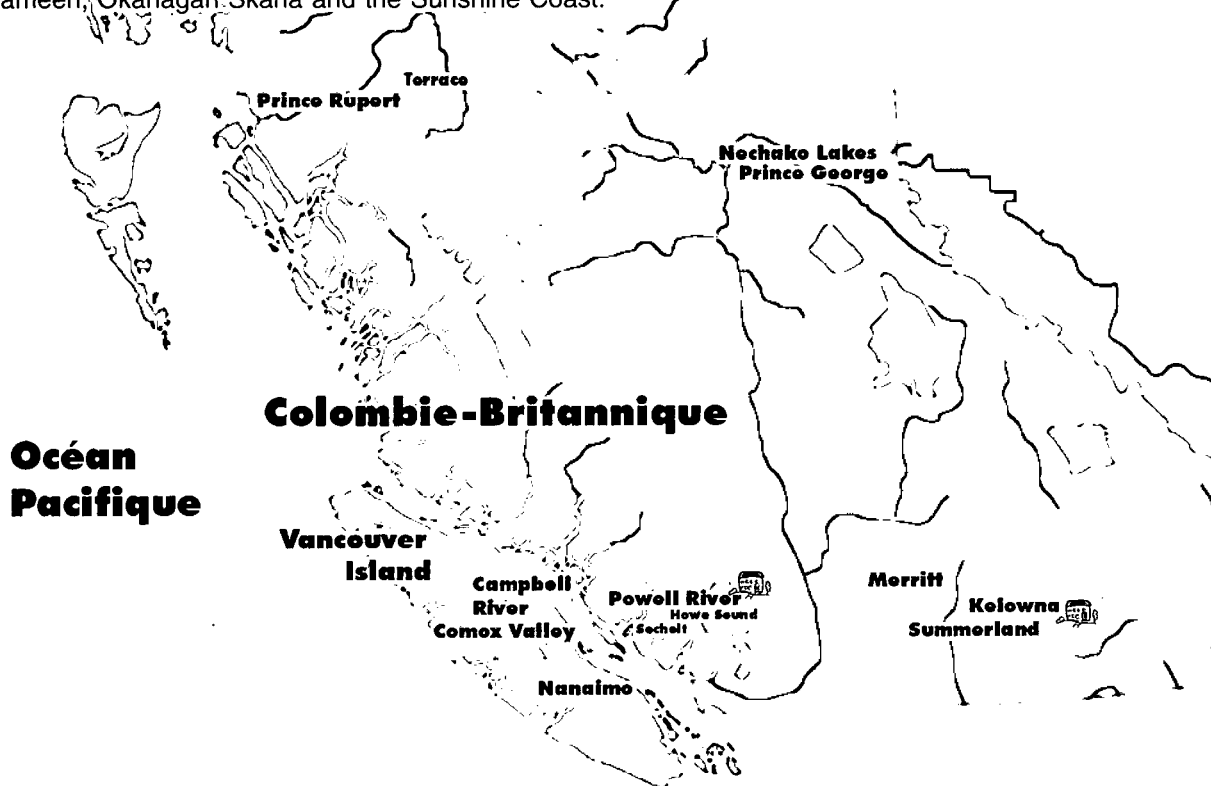 ameen, Okanagan Skaha and the Sunshine Coast.
Terrace
Prince Rupert
Nechako Lakes
Prince George
Colombie-Britannique
Océan
Pacifique
Vancouver
Island
Campbell
River
Comox Valley
Powell River
Howe Sound
Sechelt
Nanaimo
Merritt
Kelowna
Summerland